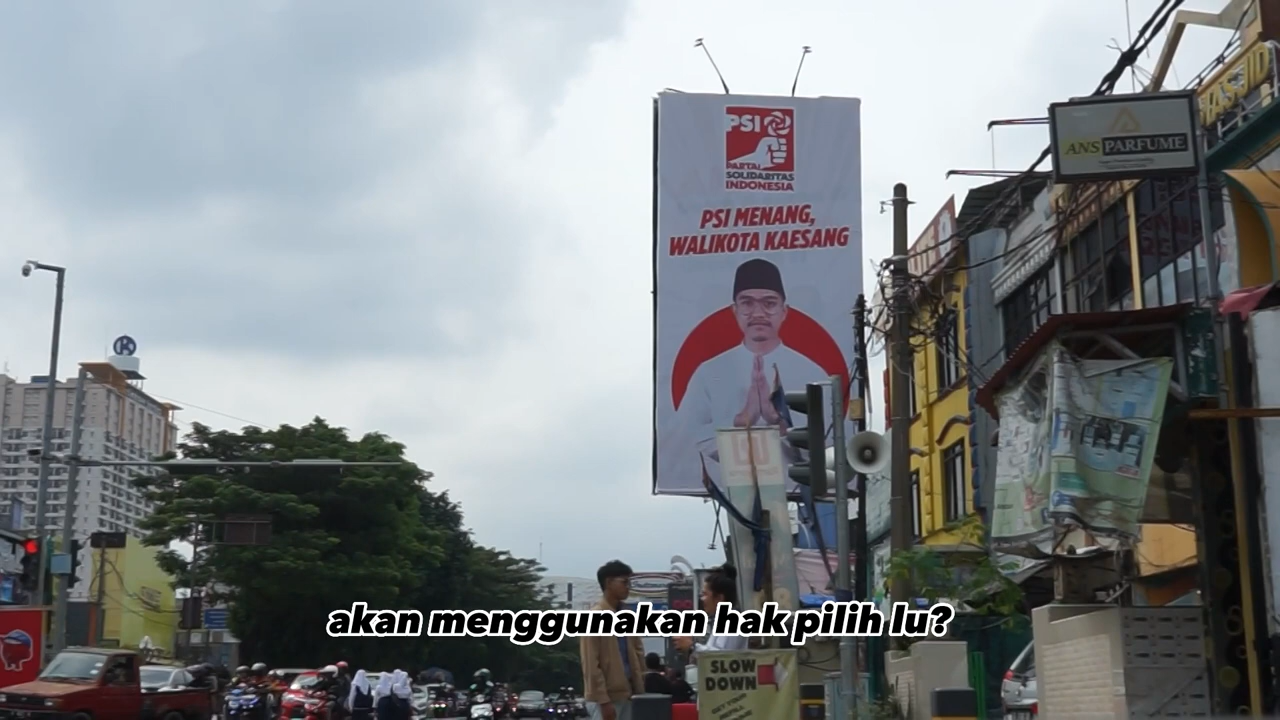 PSI
PARTAI
SOLIDARITAS
INDONESIA
PSI MENANG,
WALIKOTA KAESANG
ANS PARFUME
akan menggunakan hak pilih lu?
SLOW
DOWN